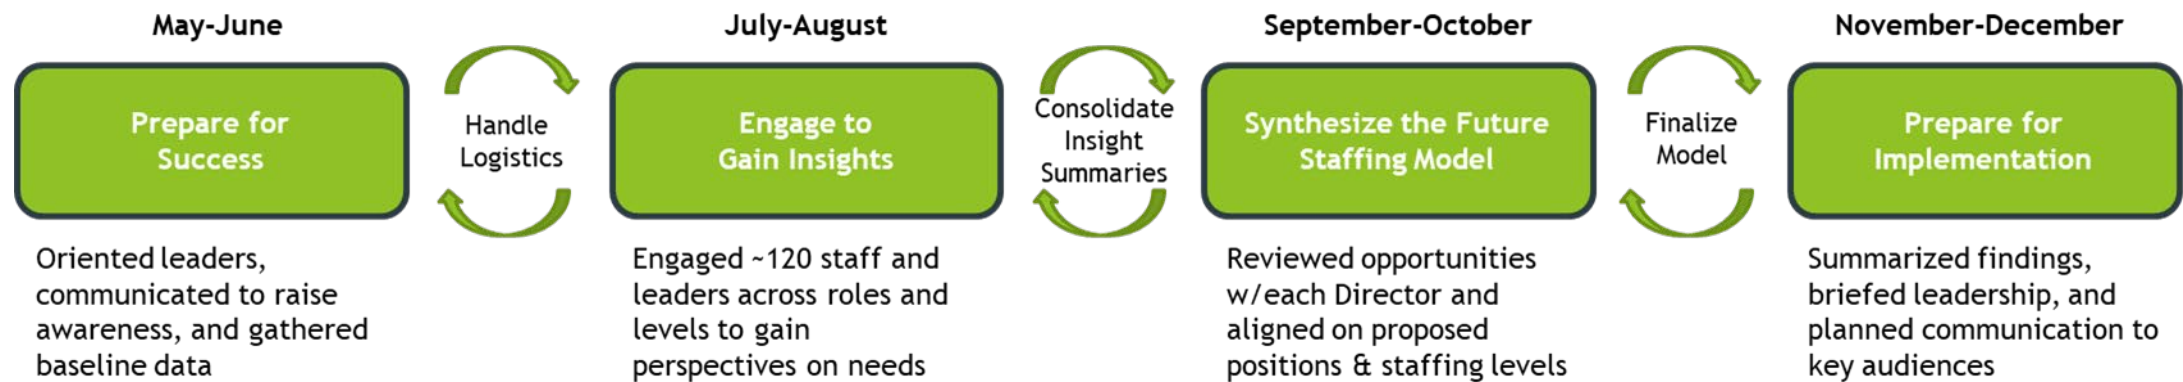 May-June
Prepare for
Success
Oriented leaders,
communicated to raise
awareness, and gathered
baseline data
Handle
Logistics
July-August
Engage to
Gain Insights
Engaged ~120 staff and
leaders across roles and
levels to gain
perspectives on needs
Consolidate
Insight
Summaries
September-October
Synthesize the Future
Staffing Model
Reviewed opportunities
w/each Director and
aligned on proposed
positions & staffing levels
Finalize
Model
November-December
Prepare for
Implementation
Summarized findings,
briefed leadership, and
planned communication to
key audiences